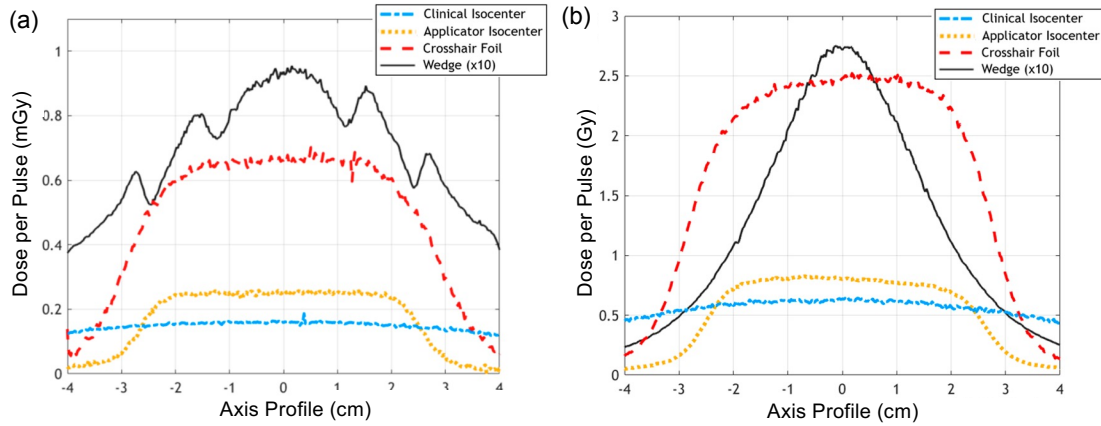 (a)
Clinical Isocenter
Applicator Isocenter
Crosshair Foil
Wedge (x10)
Dose per Pulse (mGy)
1
0.8
0.6
0.4
0.2
0
-4 -3 -2 -1 0 1 2 3 4
Axis Profile (cm)
(b)
Clinical Isocenter
Applicator Isocenter
Crosshair Foil
Wedge (x10)
Dose per Pulse (Gy)
3
2.5
2
1.5
1
0.5
0
-4 -3 -2 -1 0 1 2 3 4
Axis Profile (cm)